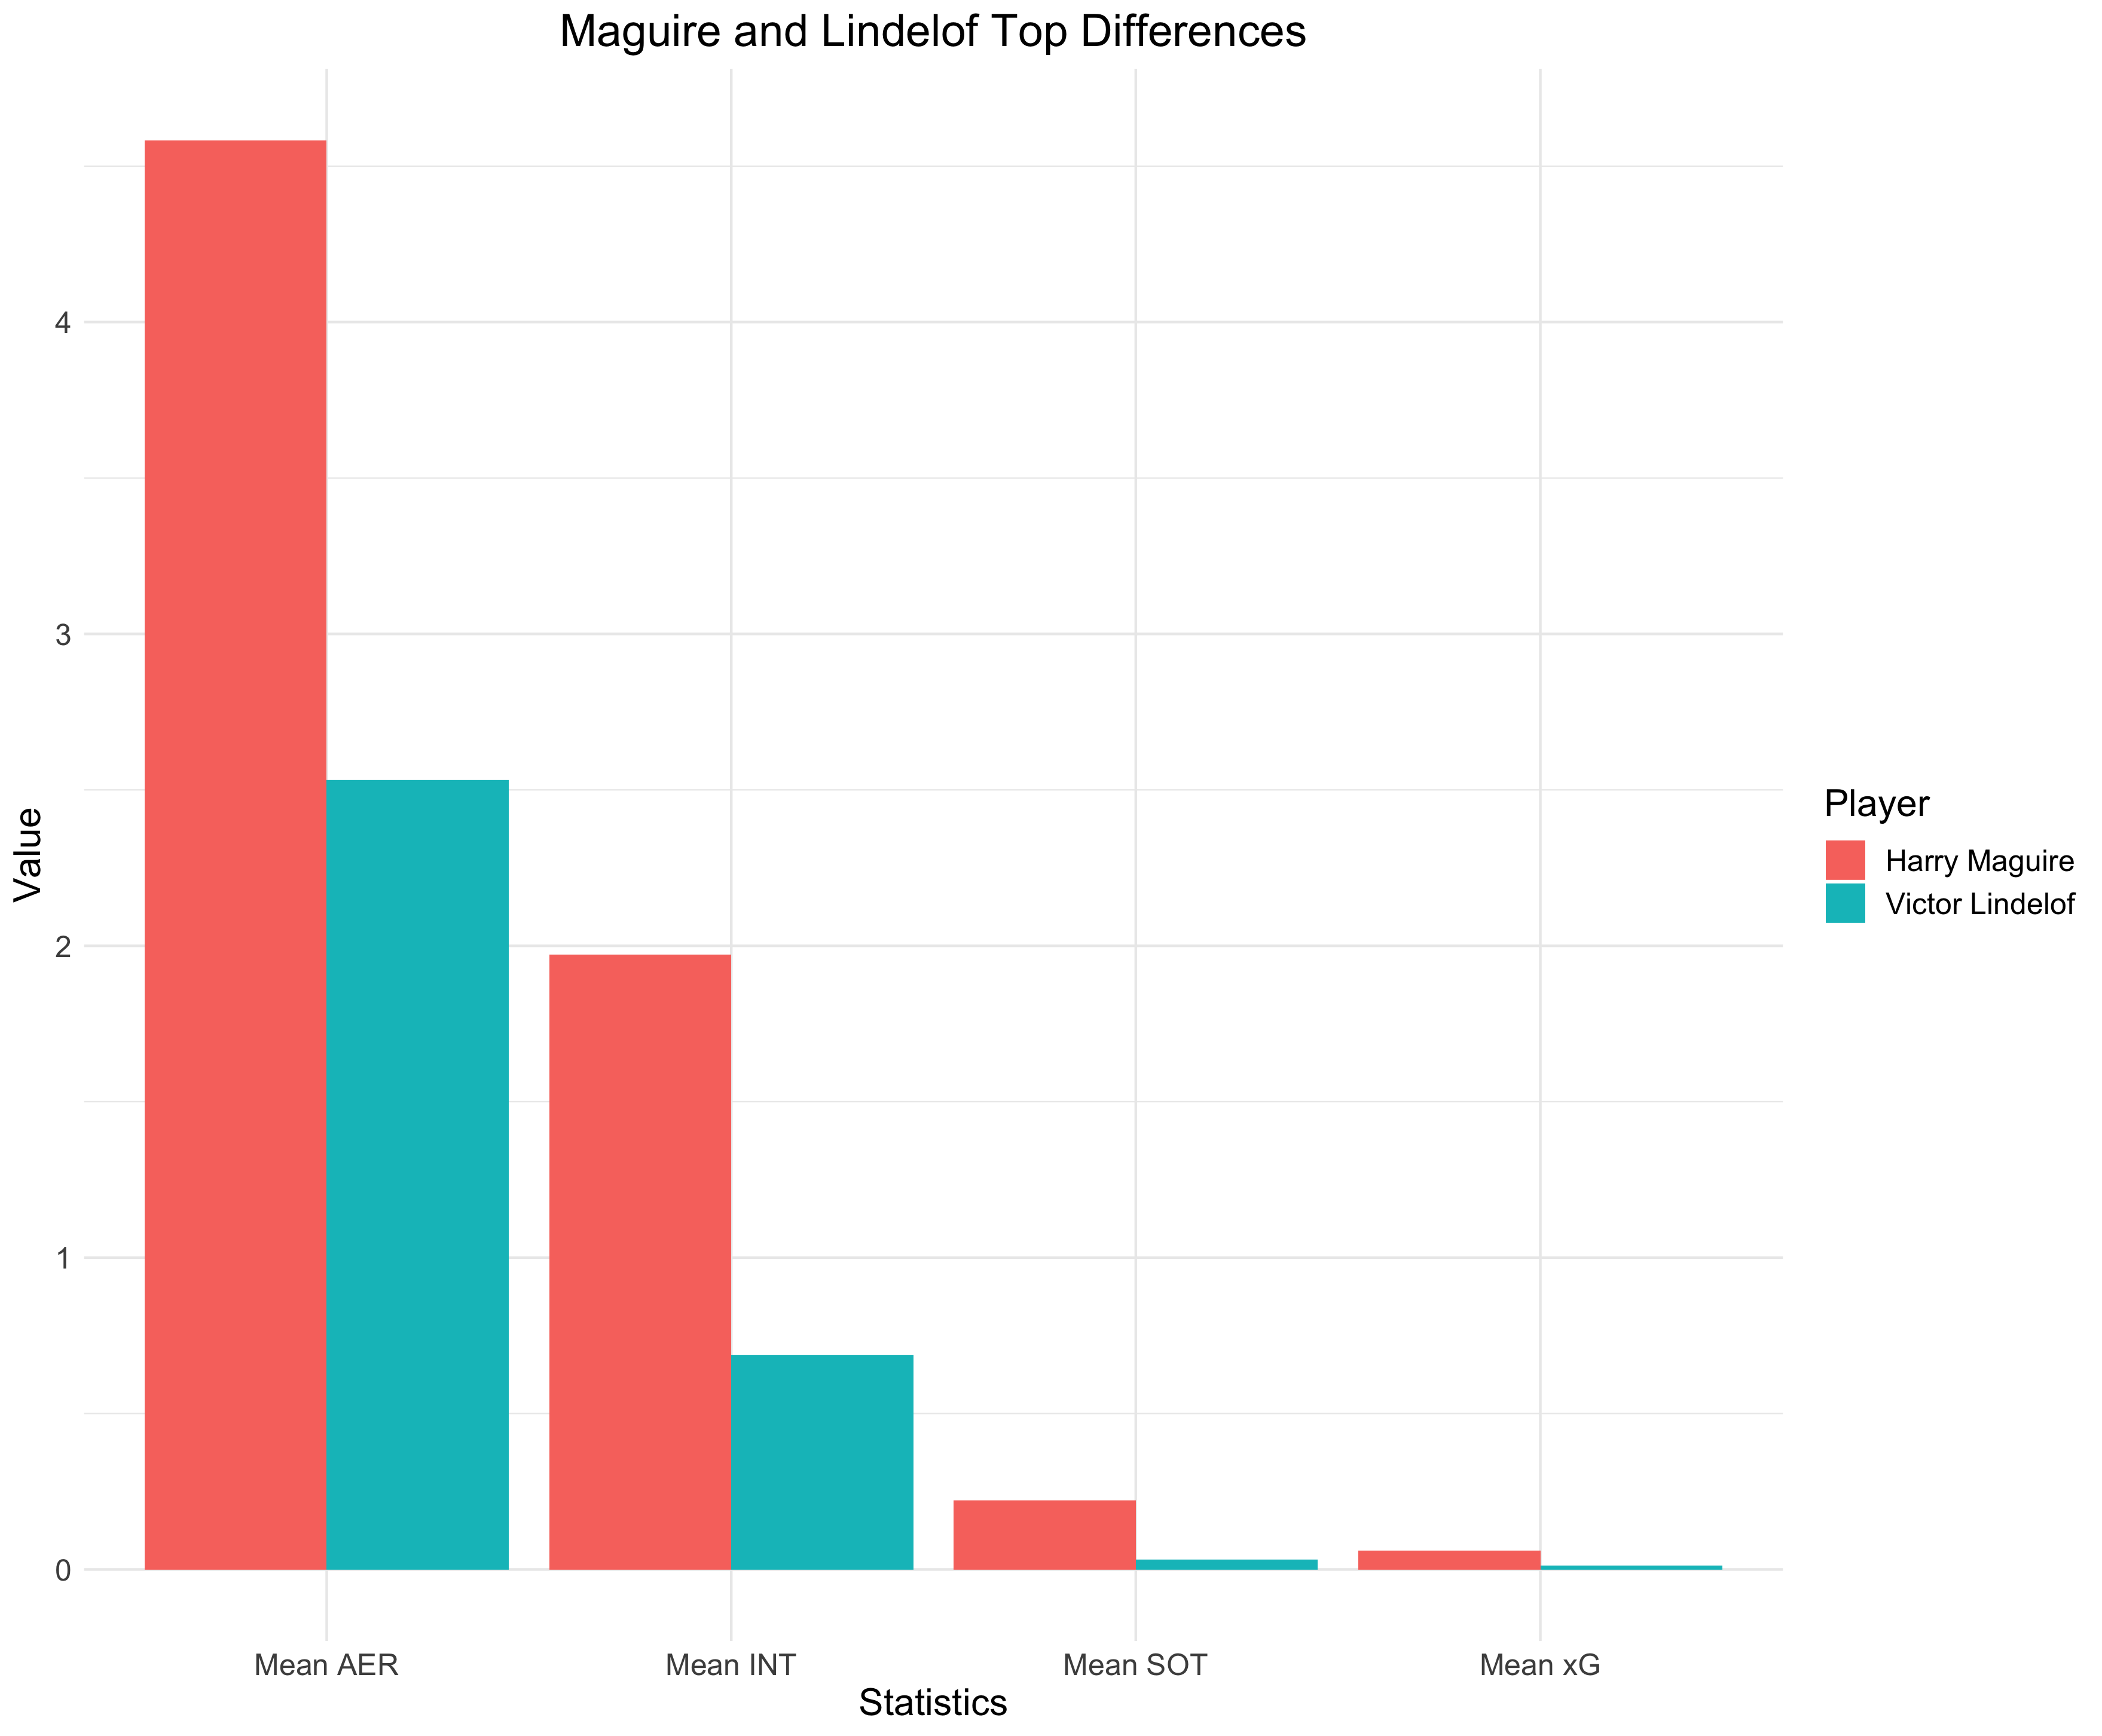 Maguire and Lindelof Top Differences
Value
4
3
2
1
0
Mean AER
Mean INT
Mean SOT
Mean xG
Statistics
Player
Harry Maguire
Victor Lindelof